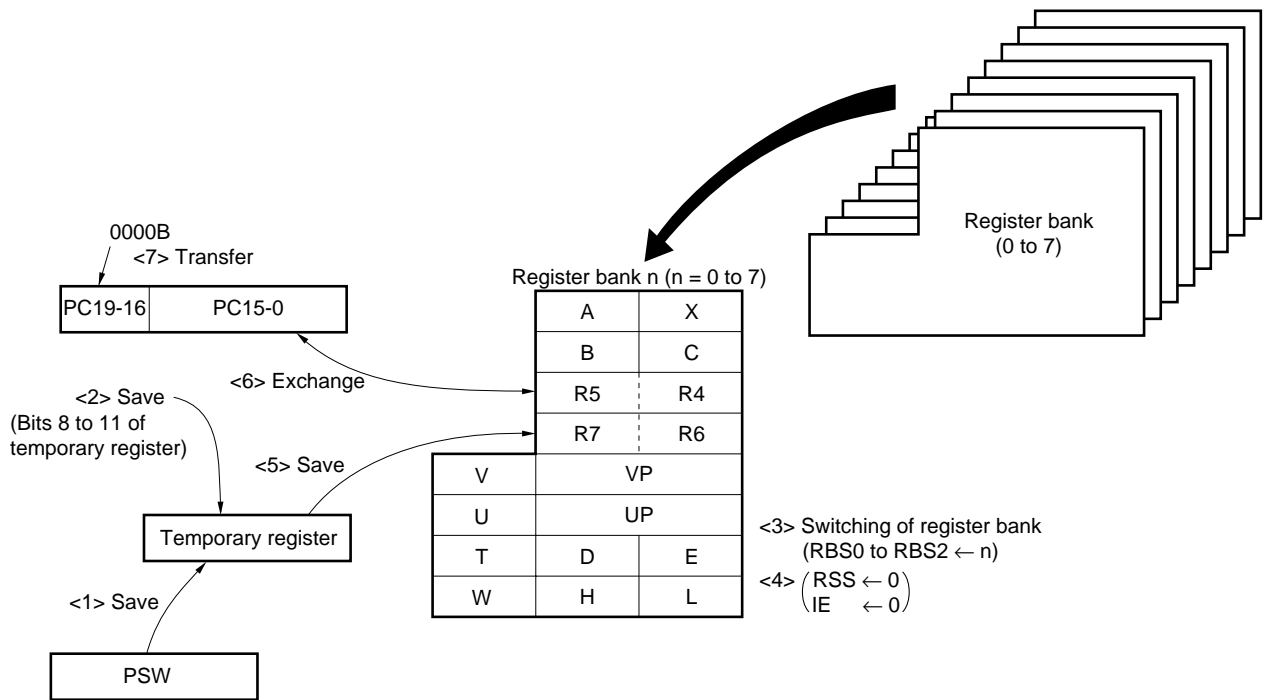 Register bank
(0 to 7)
0000B
<7> Transfer
Register bank n (n = 0 to 7)
PC19-16 PC15-0
A X
B C
<6> Exchange
R5 R4
<2> Save
(Bits 8 to 11 of
temporary register)
R7 R6
<5> Save
V VP
U UP
Temporary register
<3> Switching of register bank
(RBS0 to RBS2 ← n)
T D E
<4> (RSS ← 0
IE ← 0)
W H L
<1> Save
PSW